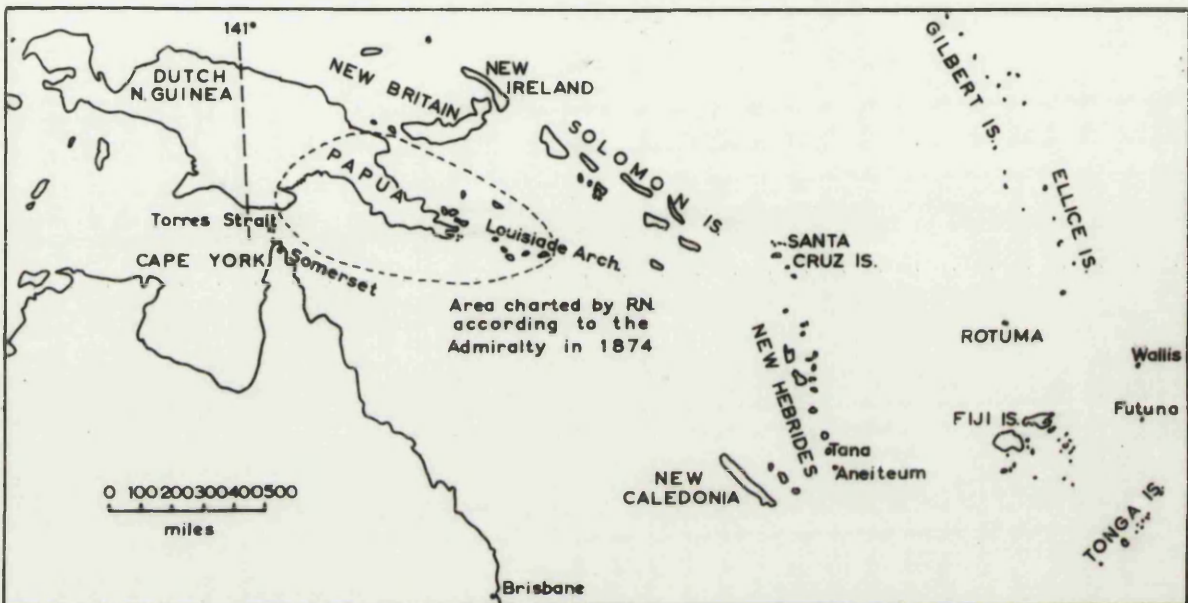 141°
DUTCH
N. GUINEA
NEW BRITAIN
NEW
IRELAND
GILBERT IS.
SOLOMON IS.
PAPUA
ELLICE IS.
Torres Strait
Louisiade Arch.
SANTA
CRUZ IS.
CAPE YORK
Somerset
Area charted by RN.
according to the
Admiralty in 1874
ROTUMA
Wallis
NEW HEBRIDES
FIJI IS.
Futuna
Tana
Aneiteum
NEW
CALEDONIA
0 100 200 300 400 500
miles
TONGA IS.
Brisbane